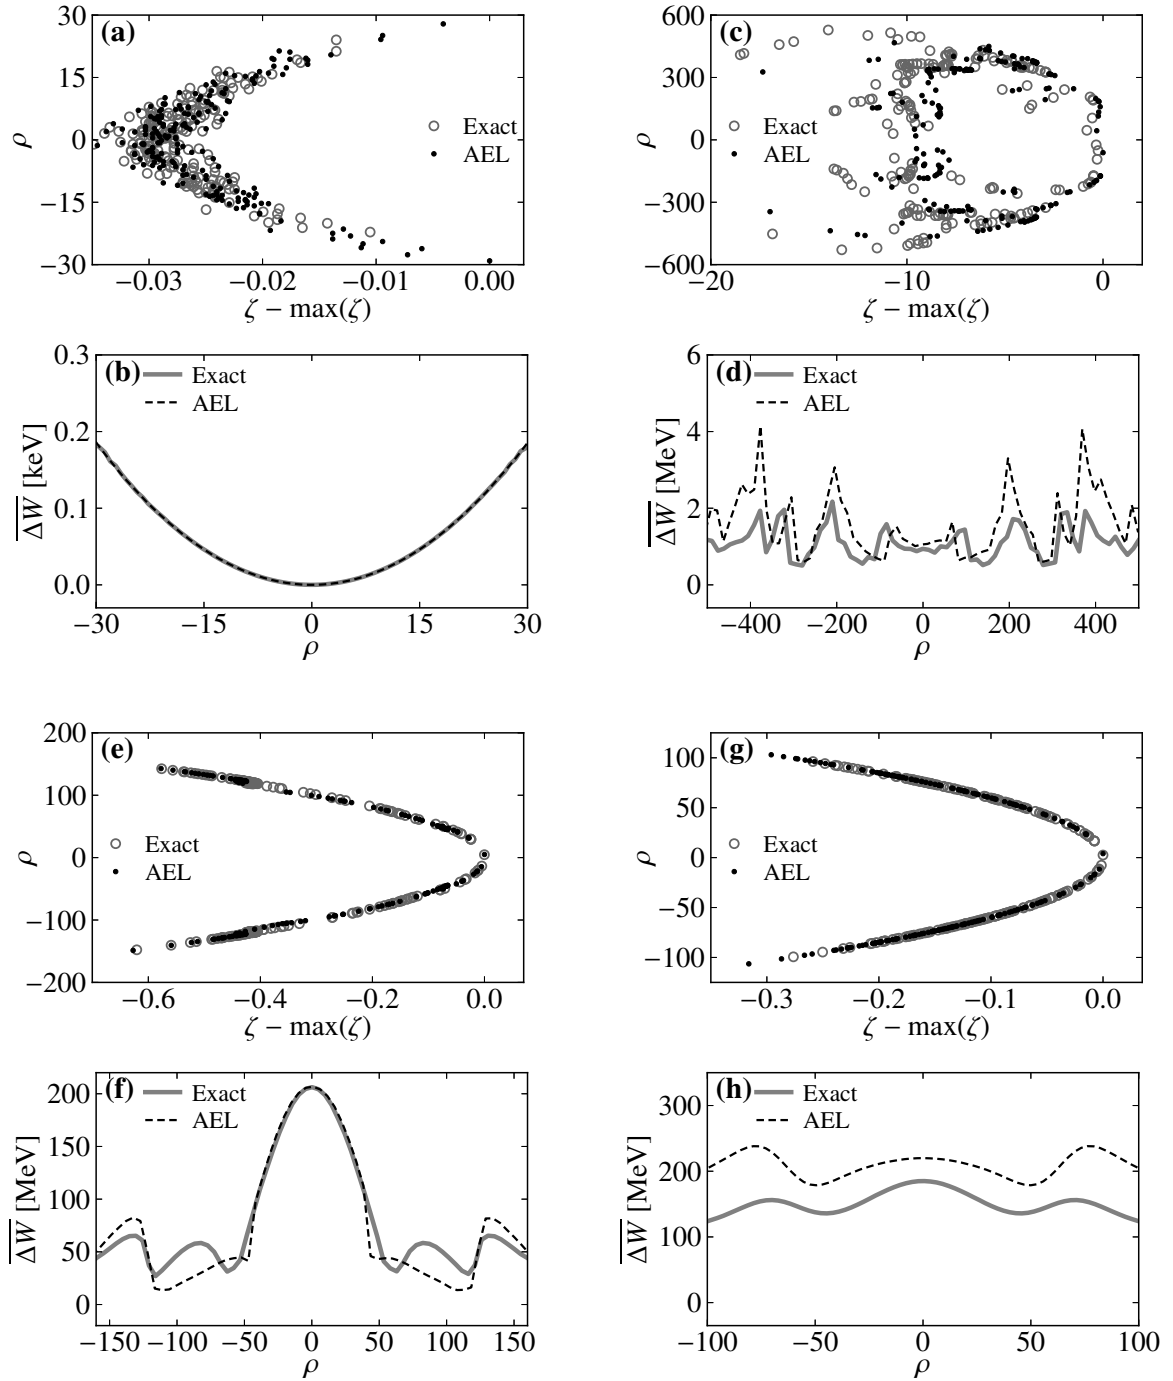 (a)
30
15
0
−15
−30
ρ
Exact
AEL
−0.03
−0.02
−0.01
0.00
ζ − max(ζ)
(c)
600
300
0
−300
−600
ρ
Exact
AEL
−20
−10
0
ζ − max(ζ)
(b)
0.3
0.2
0.1
0.0
ΔW [keV]
Exact
AEL
−30
−15
0
15
30
ρ
(d)
6
4
2
0
ΔW [MeV]
Exact
AEL
−400
−200
0
200
400
ρ
(e)
200
100
0
−100
−200
ρ
Exact
AEL
−0.6
−0.4
−0.2
0.0
ζ − max(ζ)
(g)
100
50
0
−50
−100
ρ
Exact
AEL
−0.3
−0.2
−0.1
0.0
ζ − max(ζ)
(f)
200
150
100
50
0
ΔW [MeV]
Exact
AEL
−150
−100
−50
0
50
100
150
ρ
(h)
300
200
100
0
ΔW [MeV]
Exact
AEL
−100
−50
0
50
100
ρ